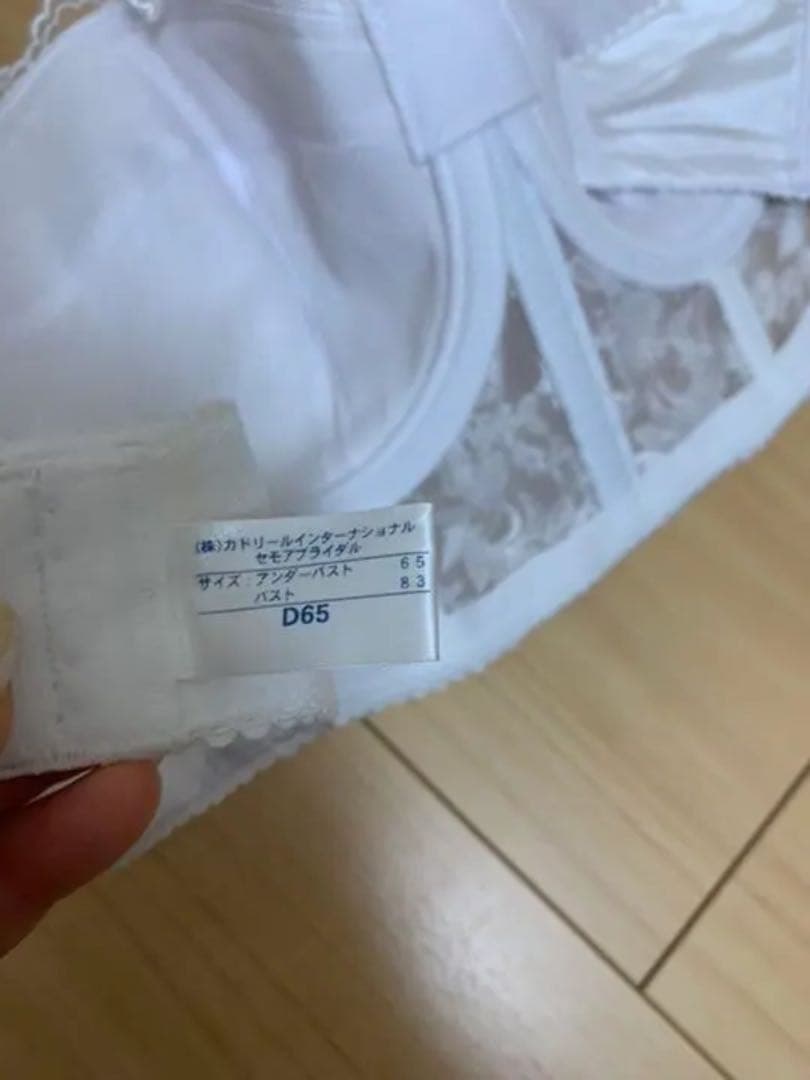 (株)カドリールインターナショナル
セモアブライダル
サイズ:アンダーバスト 65
バスト 83
D65